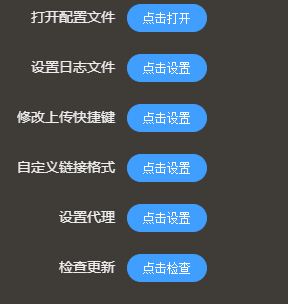 打开配置文件 点击打开
设置日志文件 点击设置
修改上传快捷键 点击设置
自定义链接格式 点击设置
设置代理 点击设置
检查更新 点击检查